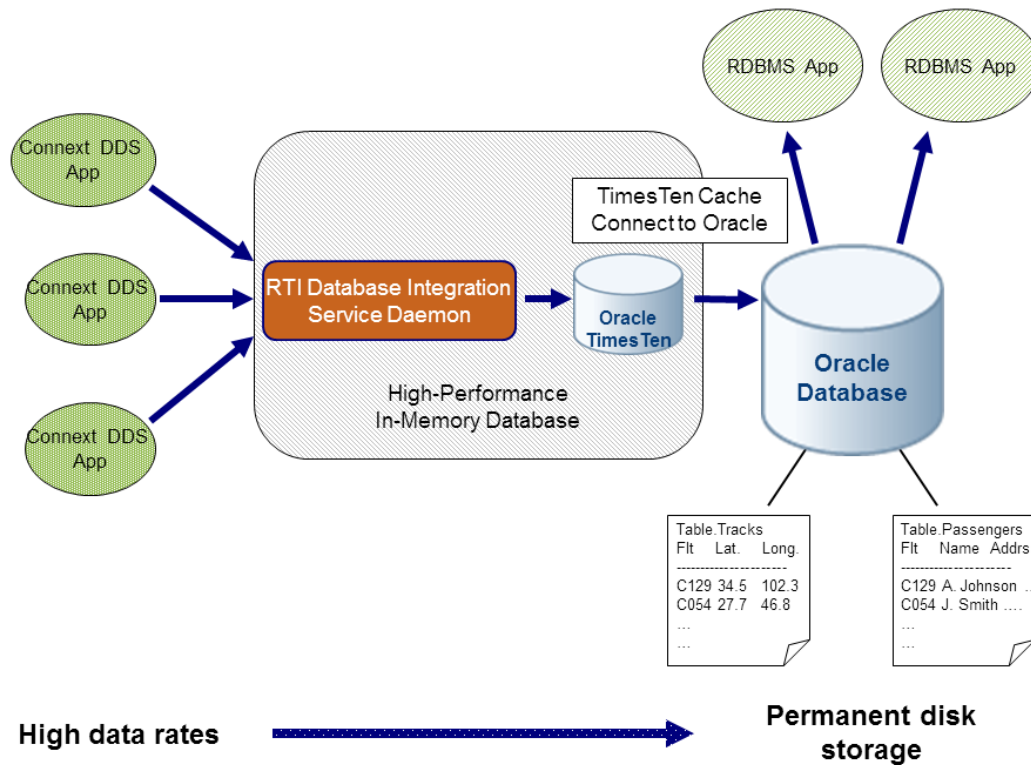 RDBMS App
RDBMS App
Connext DDS
App
TimesTen Cache
Connect to Oracle
Connext DDS
App
RTI Database Integration
Service Daemon
Oracle
TimesTen
Oracle
Database
High-Performance
In-Memory Database
Connext DDS
App
Table.Tracks
Flt Lat. Long.
-----------------------
C129 34.5 102.3
C054 27.7 46.8
...
...
Table.Passengers
Flt Name Addrs
-----------------------
C129 A. Johnson ..
C054 J. Smith ....
...
...
High data rates
Permanent disk
storage